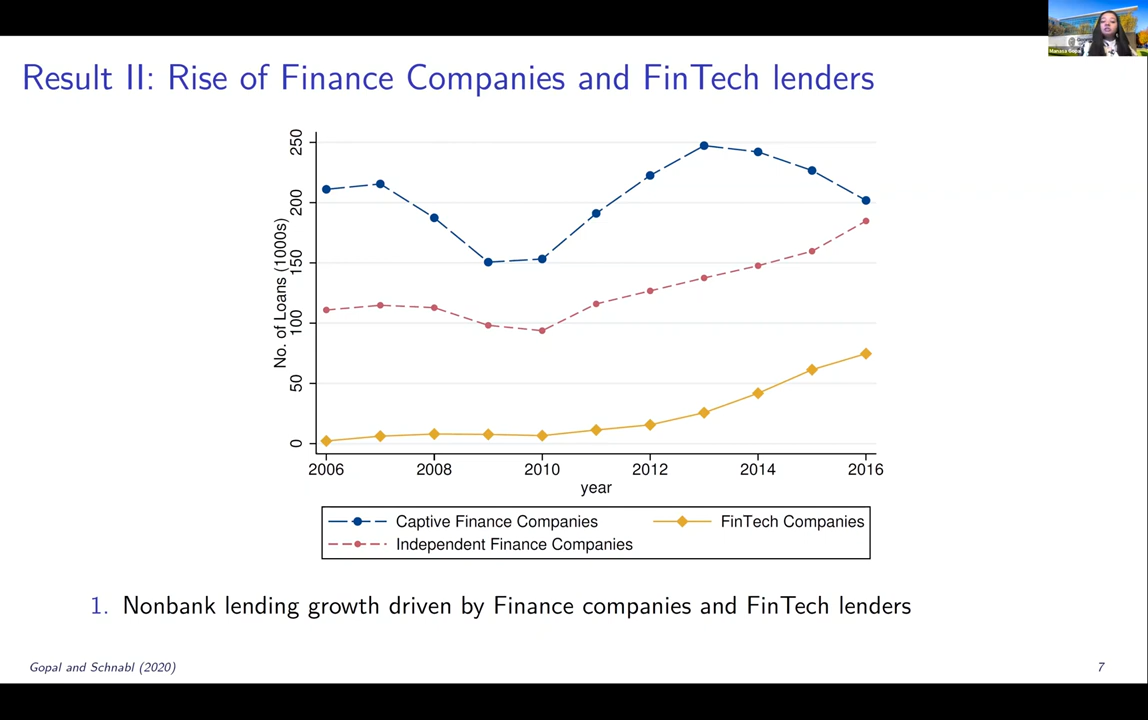 Manasa Gopal
Result II: Rise of Finance Companies and FinTech lenders
No. of Loans (1000s)
250
200
150
100
50
0
2006 2008 2010 2012 2014 2016
year
Captive Finance Companies FinTech Companies
Independent Finance Companies
1. Nonbank lending growth driven by Finance companies and FinTech lenders
Gopal and Schnabl (2020) 7